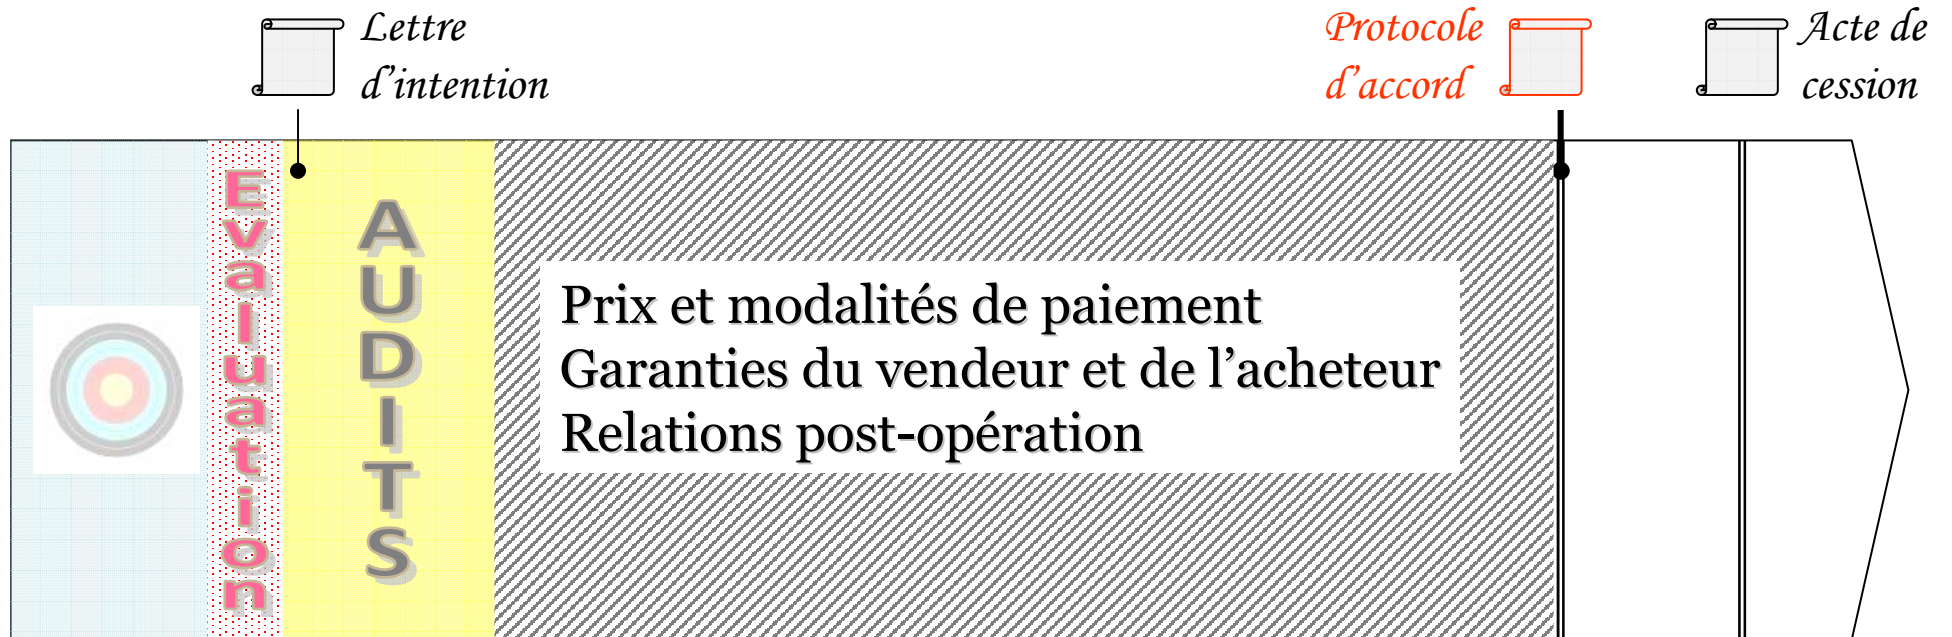 Lettre
d’intention
Protocole
d’accord
Acte de
cession
Evaluation
AUDITS
Prix et modalités de paiement
Garanties du vendeur et de l’acheteur
Relations post-opération